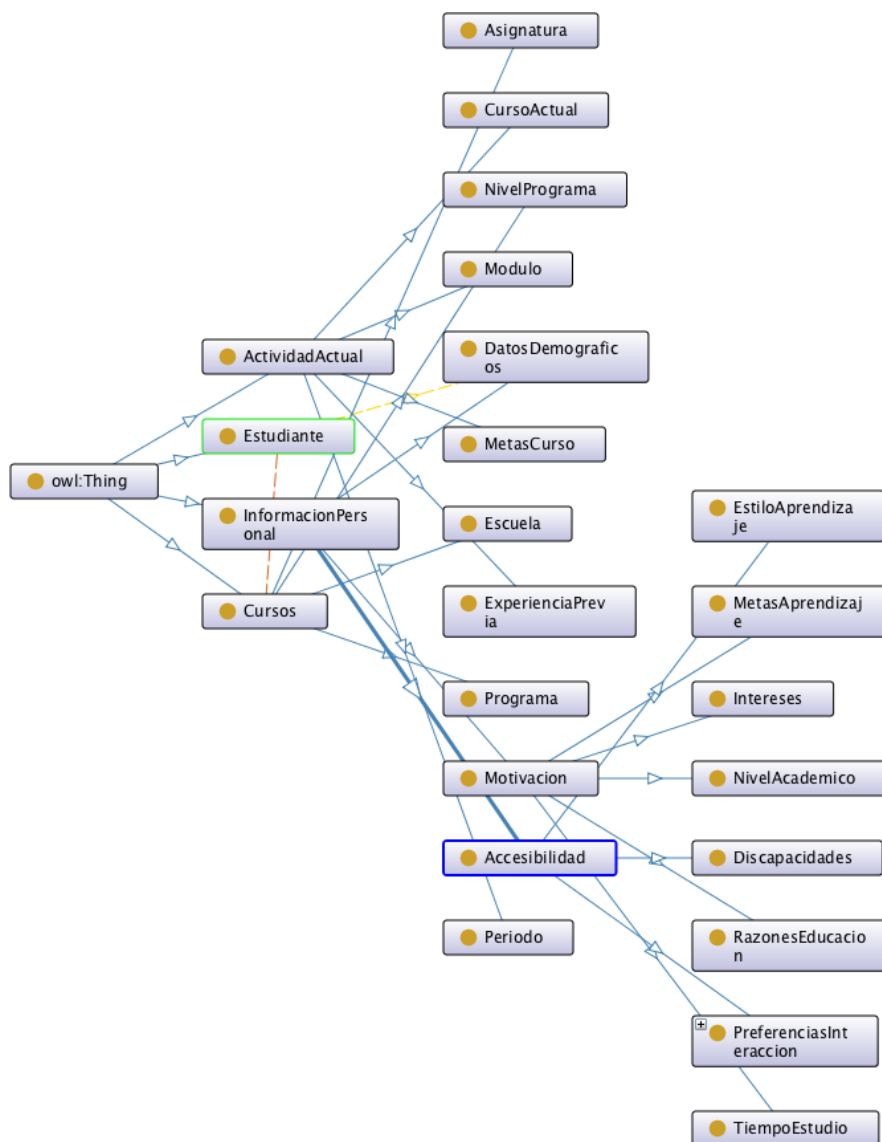 Asignatura
CursoActual
NivelPrograma
Modulo
ActividadActual
DatosDemografic
os
Estudiante
MetasCurso
owl:Thing
InformacionPers
onal
Escuela
EstiloAprendiza
je
Cursos
ExperienciaPrev
ia
MetasAprendizaj
e
Programa
Intereses
Motivacion
NivelAcademico
Accesibilidad
Discapacidades
Periodo
RazonesEducacio
n
PreferenciasInt
eraccion
TiempoEstudio